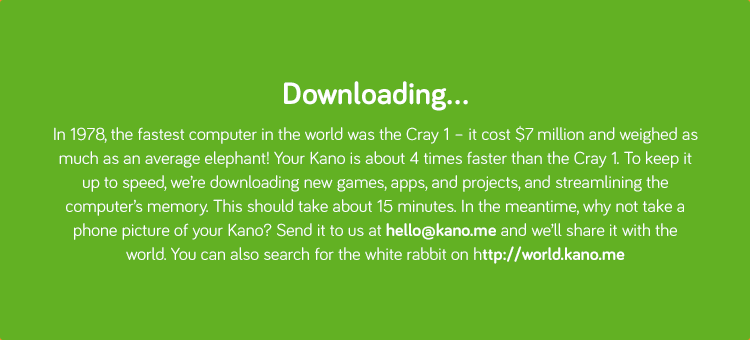 Downloading...
In 1978, the fastest computer in the world was the Cray 1 – it cost $7 million and weighed as
much as an average elephant! Your Kano is about 4 times faster than the Cray 1. To keep it
up to speed, we're downloading new games, apps, and projects, and streamlining the
computer's memory. This should take about 15 minutes. In the meantime, why not take a
phone picture of your Kano? Send it to us at hello@kano.me and we'll share it with the
world. You can also search for the white rabbit on http://world.kano.me